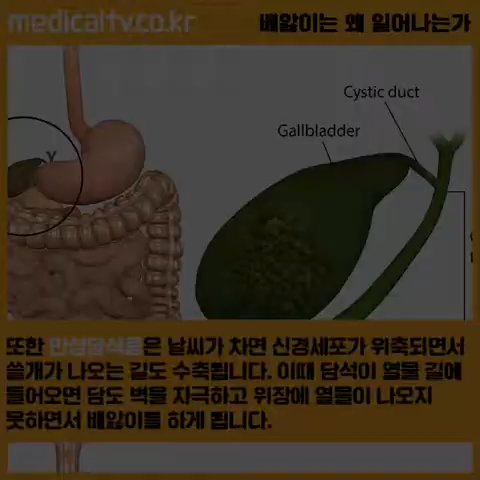 medicaltv.co.kr
배앓이는 왜 일어나는가
Cystic duct
Gallbladder
또한 만성담석증은 날씨가 차면 신경세포가 위축되면서
쓸개가 나오는 길도 수축됩니다. 이때 담석이 열물 길에
들어오면 담도 벽을 자극하고 위장에 열물이 나오지
못하면서 배앓이를 하게 됩니다.